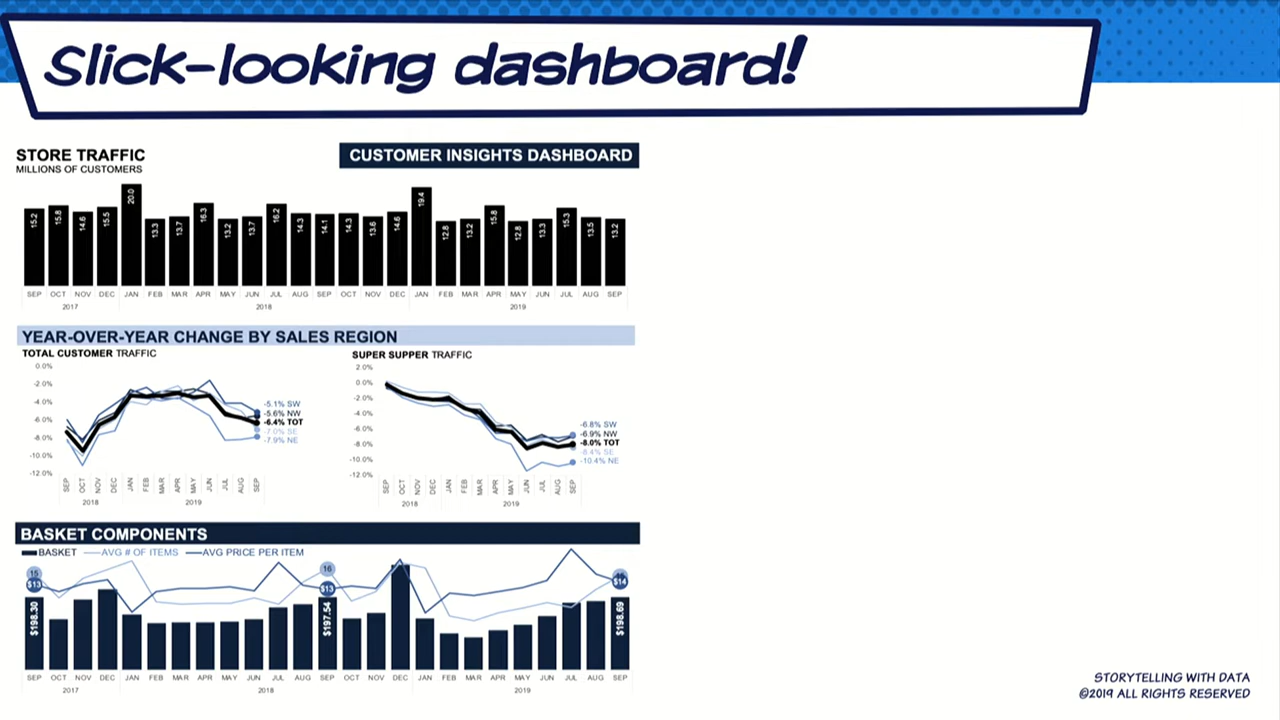 Slick-looking dashboard!
STORE TRAFFIC
MILLIONS OF CUSTOMERS
CUSTOMER INSIGHTS DASHBOARD
15.2 15.8 14.6 15.5 20.0 13.3 13.7 16.3 13.2 13.7 16.2 14.3 14.1 14.3 13.6 14.6 19.4 12.8 13.2 15.8 12.8 13.3 15.3 13.5 13.2
SEP OCT NOV DEC JAN FEB MAR APR MAY JUN JUL AUG SEP OCT NOV DEC JAN FEB MAR APR MAY JUN JUL AUG SEP
2017 2018 2019
YEAR-OVER-YEAR CHANGE BY SALES REGION
TOTAL CUSTOMER TRAFFIC
0.0%
-2.0%
-4.0%
-6.0%
-8.0%
-10.0%
-12.0%
-5.1% SW
-5.6% NW
-6.4% TOT
-7.0% SE
-7.9% NE
SEP OCT NOV DEC JAN FEB MAR APR MAY JUN JUL AUG SEP
2018 2019
SUPER SUPPER TRAFFIC
2.0%
0.0%
-2.0%
-4.0%
-6.0%
-8.0%
-10.0%
-12.0%
-6.8% SW
-6.9% NW
-8.0% TOT
-8.4% SE
-10.4% NE
SEP OCT NOV DEC JAN FEB MAR APR MAY JUN JUL AUG SEP
2018 2019
BASKET COMPONENTS
BASKET AVG # OF ITEMS AVG PRICE PER ITEM
15 16
$13 $13 $14
$198.30 $197.54 $198.69
SEP OCT NOV DEC JAN FEB MAR APR MAY JUN JUL AUG SEP OCT NOV DEC JAN FEB MAR APR MAY JUN JUL AUG SEP
2017 2018 2019
STORYTELLING WITH DATA
©2019 ALL RIGHTS RESERVED